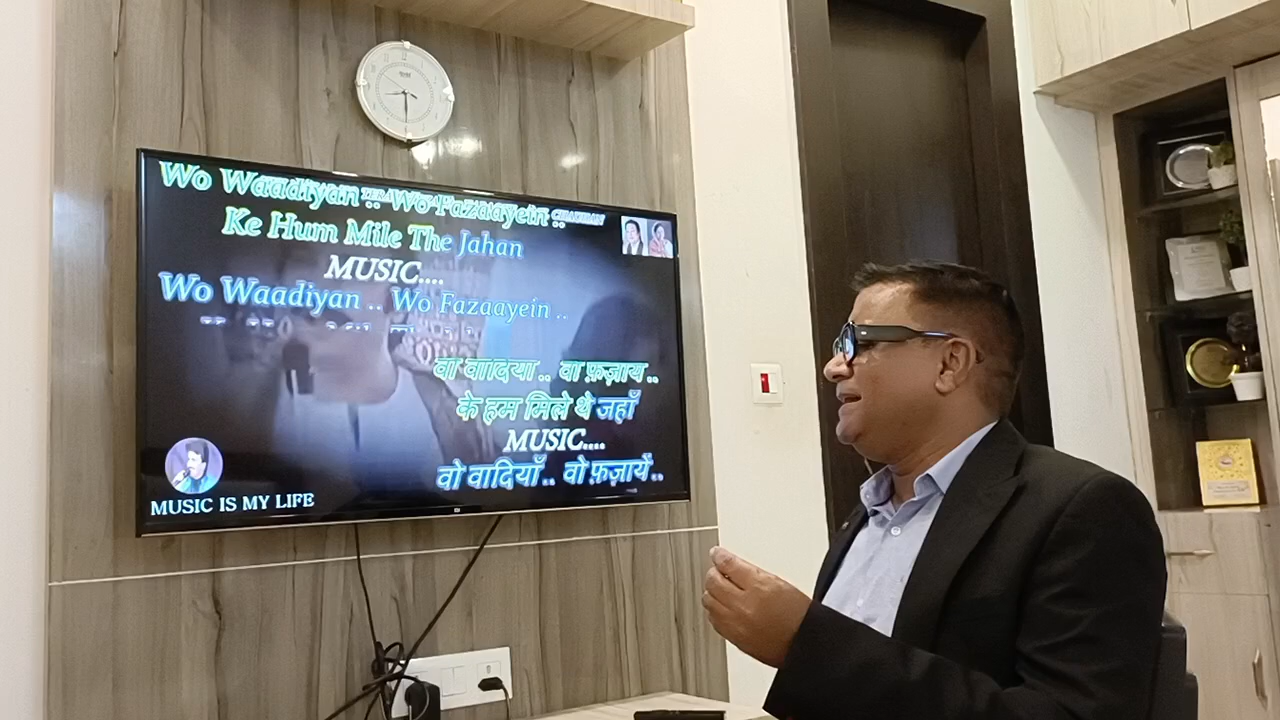 Wo Waadiyan .. Wo Fazaayein ..
Ke Hum Mile The Jahan
MUSIC....
Wo Waadiyan .. Wo Fazaayein ..
वो वादियाँ .. वो फ़ज़ायें ..
के हम मिले थे जहाँ
MUSIC....
वो वादियाँ .. वो फ़ज़ायें ..
MUSIC IS MY LIFE